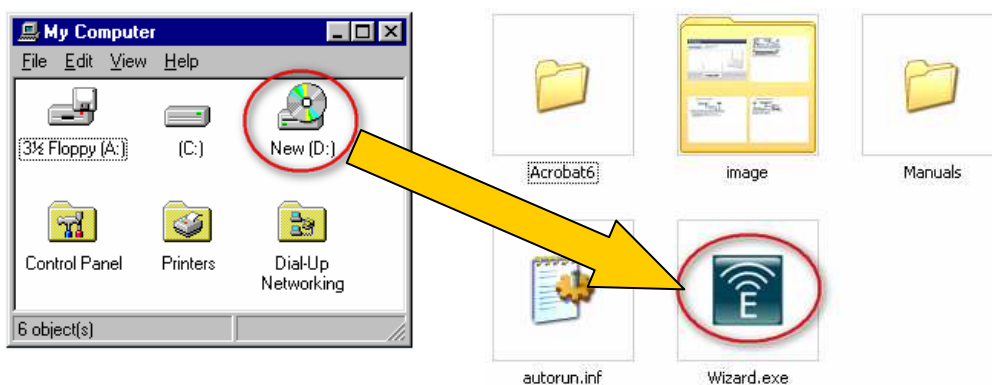 My Computer
File Edit View Help
3½ Floppy (A:)
(C:)
New (D:)
Control Panel
Printers
Dial-Up
Networking
6 object(s)
Acrobat6
image
Manuals
autorun.inf
E
Wizard.exe